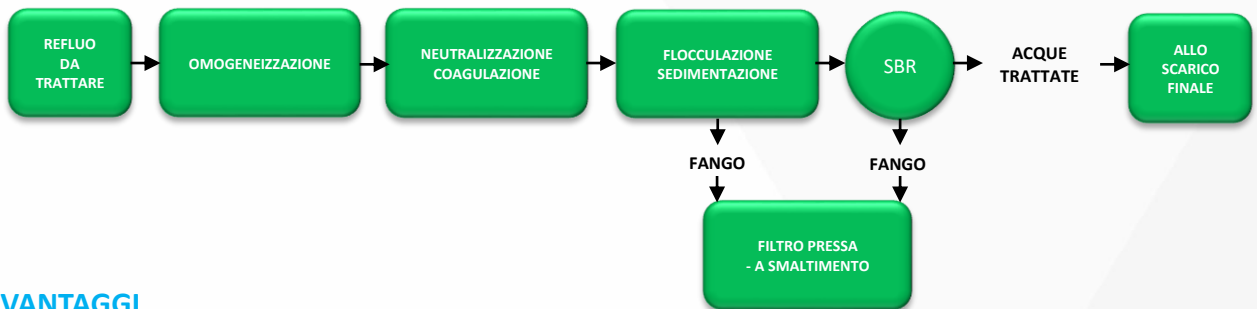 REFLUO
DA
TRATTARE
OMOGENEIZZAZIONE
NEUTRALIZZAZIONE
COAGULAZIONE
FLOCCULAZIONE
SEDIMENTAZIONE
SBR
ACQUE
TRATTATE
ALLO
SCARICO
FINALE
FANGO
FANGO
FILTRO PRESSA
- A SMALTIMENTO
VANTAGGI